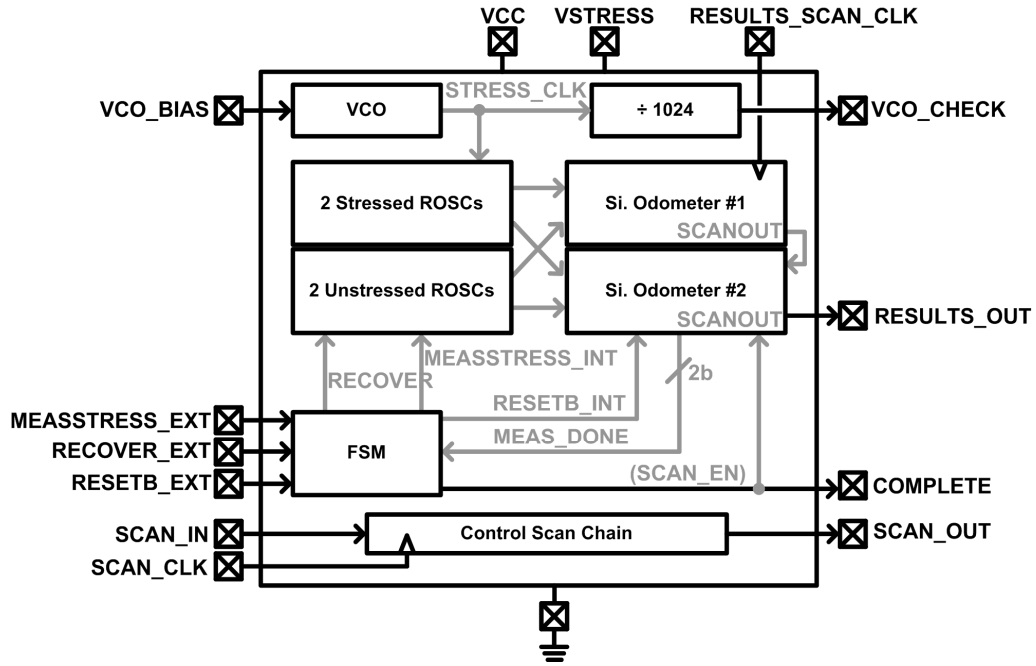 VCC
VSTRESS
RESULTS_SCAN_CLK
VCO_BIAS
VCO
STRESS_CLK
÷ 1024
VCO_CHECK
2 Stressed ROSCs
Si. Odometer #1
SCANOUT
2 Unstressed ROSCs
Si. Odometer #2
SCANOUT
RESULTS_OUT
MEASSTRESS_INT
RECOVER
2b
RESETB_INT
MEASSTRESS_EXT
MEAS_DONE
RECOVER_EXT
FSM
(SCAN_EN)
RESETB_EXT
COMPLETE
SCAN_IN
Control Scan Chain
SCAN_OUT
SCAN_CLK